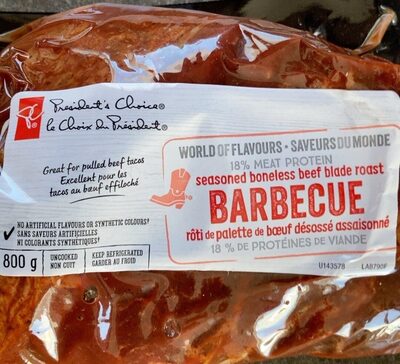 PC
President's Choice®
le Choix du Président®
Great for pulled beef tacos
Excellent pour les
tacos au bœuf effiloché
NO ARTIFICIAL FLAVOURS OR SYNTHETIC COLOURS†
SANS SAVEURS ARTIFICIELLES
NI COLORANTS SYNTHÉTIQUES†
800 g
UNCOOKED
NON CUIT
KEEP REFRIGERATED
GARDER AU FROID
WORLD OF FLAVOURS • SAVEURS DU MONDE
18% MEAT PROTEIN
seasoned boneless beef blade roast
BARBECUE
rôti de palette de bœuf désossé assaisonné
18 % DE PROTÉINES DE VIANDE
U143578
LAB790F